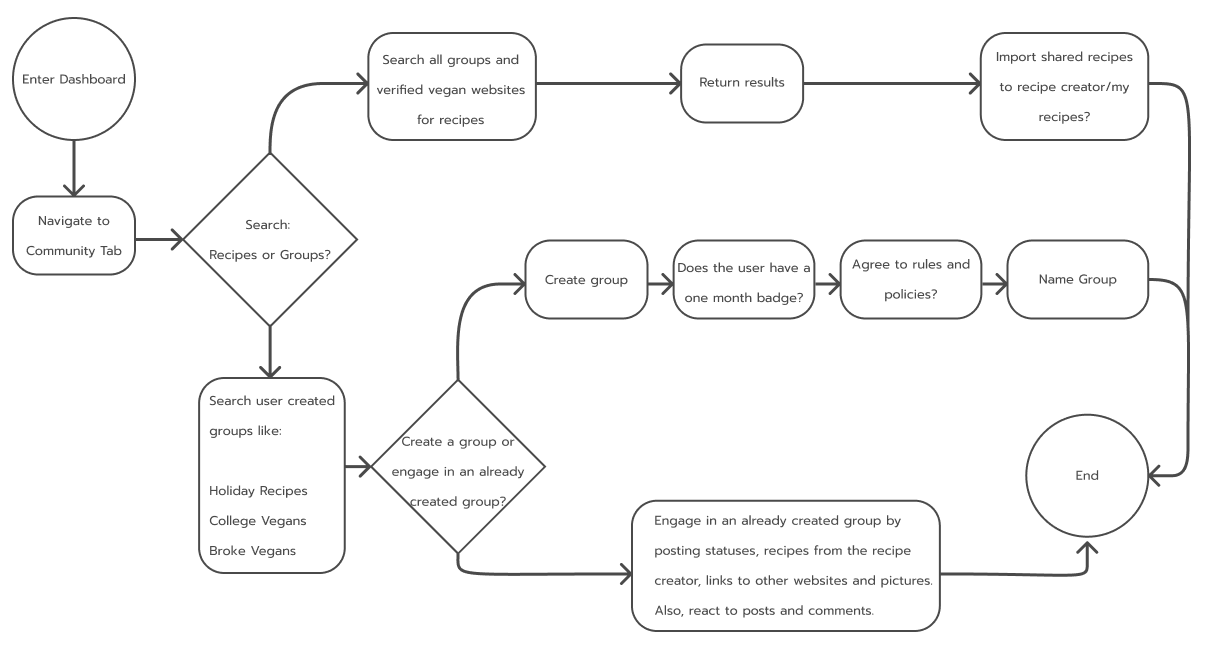 Enter Dashboard
Navigate to
Community Tab
Search:
Recipes or Groups?
Search all groups and
verified vegan websites
for recipes
Return results
Import shared recipes
to recipe creator/my
recipes?
Search user created
groups like:
Holiday Recipes
College Vegans
Broke Vegans
Create a group or
engage in an already
created group?
Create group
Does the user have a
one month badge?
Agree to rules and
policies?
Name Group
Engage in an already created group by
posting statuses, recipes from the recipe
creator, links to other websites and pictures.
Also, react to posts and comments.
End